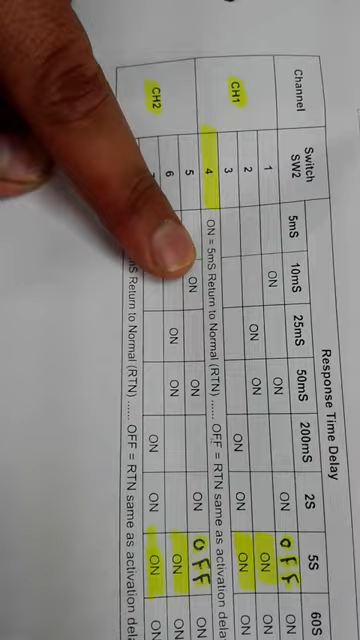 Response Time Delay
Channel Switch SW2 5mS 10mS 25mS 50mS 200mS 2S 5S 60S
CH1 1 ON ON ON OFF ON
2 ON ON ON ON
3 ON ON ON ON
4 ON = 5mS Return to Normal (RTN) ...... OFF = RTN same as activation dela
CH2 5 ON ON ON OFF ON
6 ON ON ON ON
ON ON ON ON
mS Return to Normal (RTN) ...... OFF = RTN same as activation dela